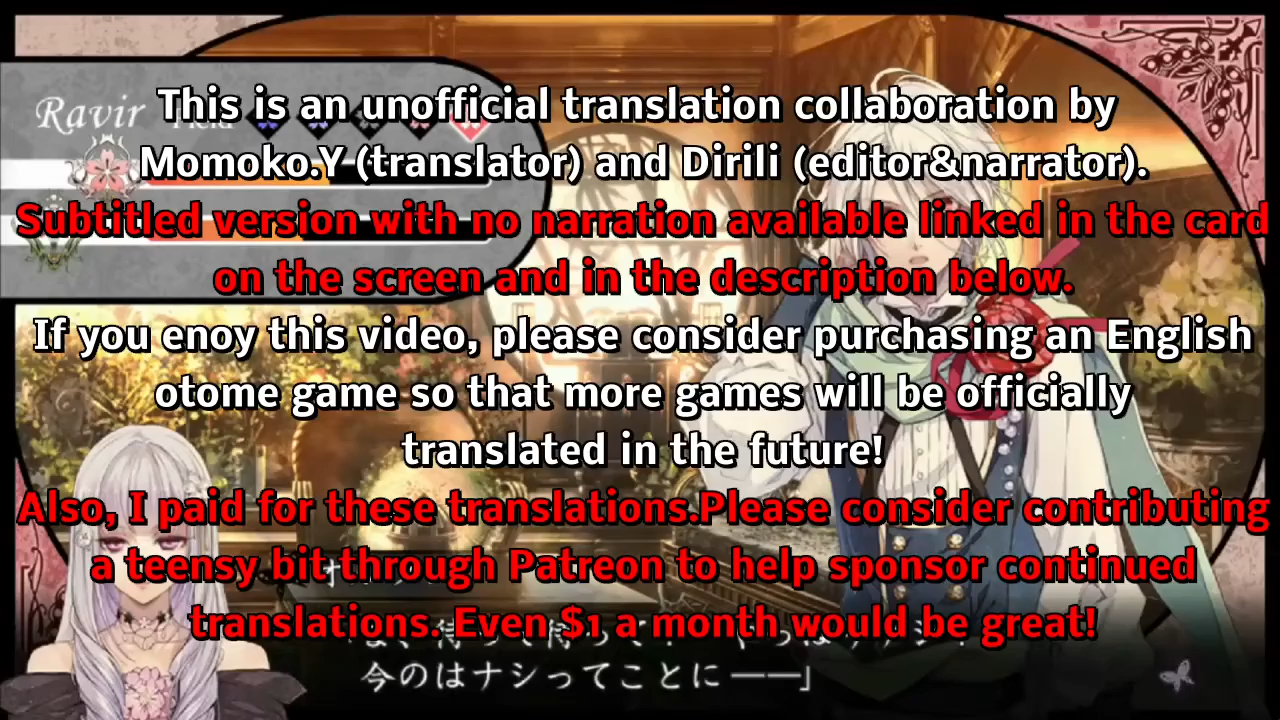 This is an unofficial translation collaboration by
Ravir
Momoko.Y (translator) and Dirili (editor&narrator).
Subtitled version with no narration available linked in the card
on the screen and in the description below.
If you enoy this video, please consider purchasing an English
otome game so that more games will be officially
translated in the future!
Also, I paid for these translations.Please consider contributing
a teensy bit through Patreon to help sponsor continued
translations. Even $1 a month would be great!
今のはナシってことに――」